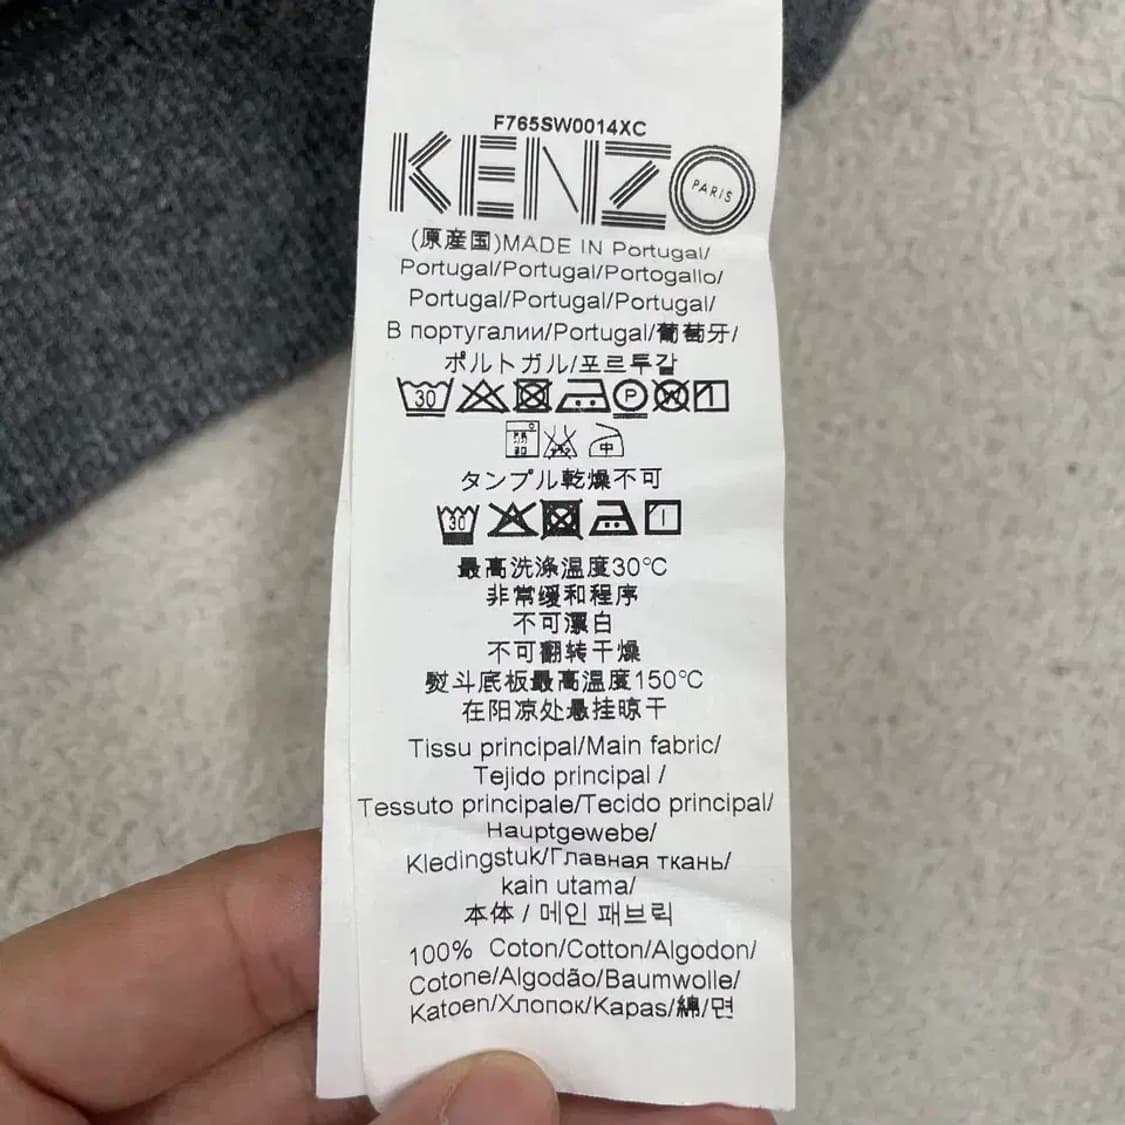 F765SW0014XC
KENZO PARIS
(原産国)MADE IN Portugal/
Portugal/Portugal/Portogallo/
Portugal/Portugal/Portugal/
В португалии/Portugal/葡萄牙/
ポルトガル/포르투갈
30 P W
中
タンブル乾燥不可
30
最高洗涤温度30℃
非常缓和程序
不可漂白
不可翻转干燥
熨斗底板最高温度150℃
在阳凉处悬挂晾干
Tissu principal/Main fabric/
Tejido principal /
Tessuto principale/Tecido principal/
Hauptgewebe/
Kledingstuk/Главная ткань/
kain utama/
本体 / 메인 패브릭
100% Coton/Cotton/Algodon/
Cotone/Algodão/Baumwolle/
Katoen/Хлопок/Kapas/綿/면